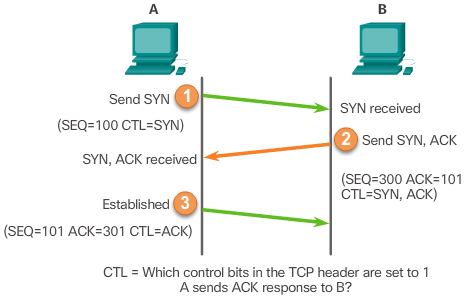 A
B
Send SYN 1
(SEQ=100 CTL=SYN)
SYN received
2 Send SYN, ACK
SYN, ACK received
(SEQ=300 ACK=101
CTL=SYN, ACK)
Established 3
(SEQ=101 ACK=301 CTL=ACK)
CTL = Which control bits in the TCP header are set to 1
A sends ACK response to B?